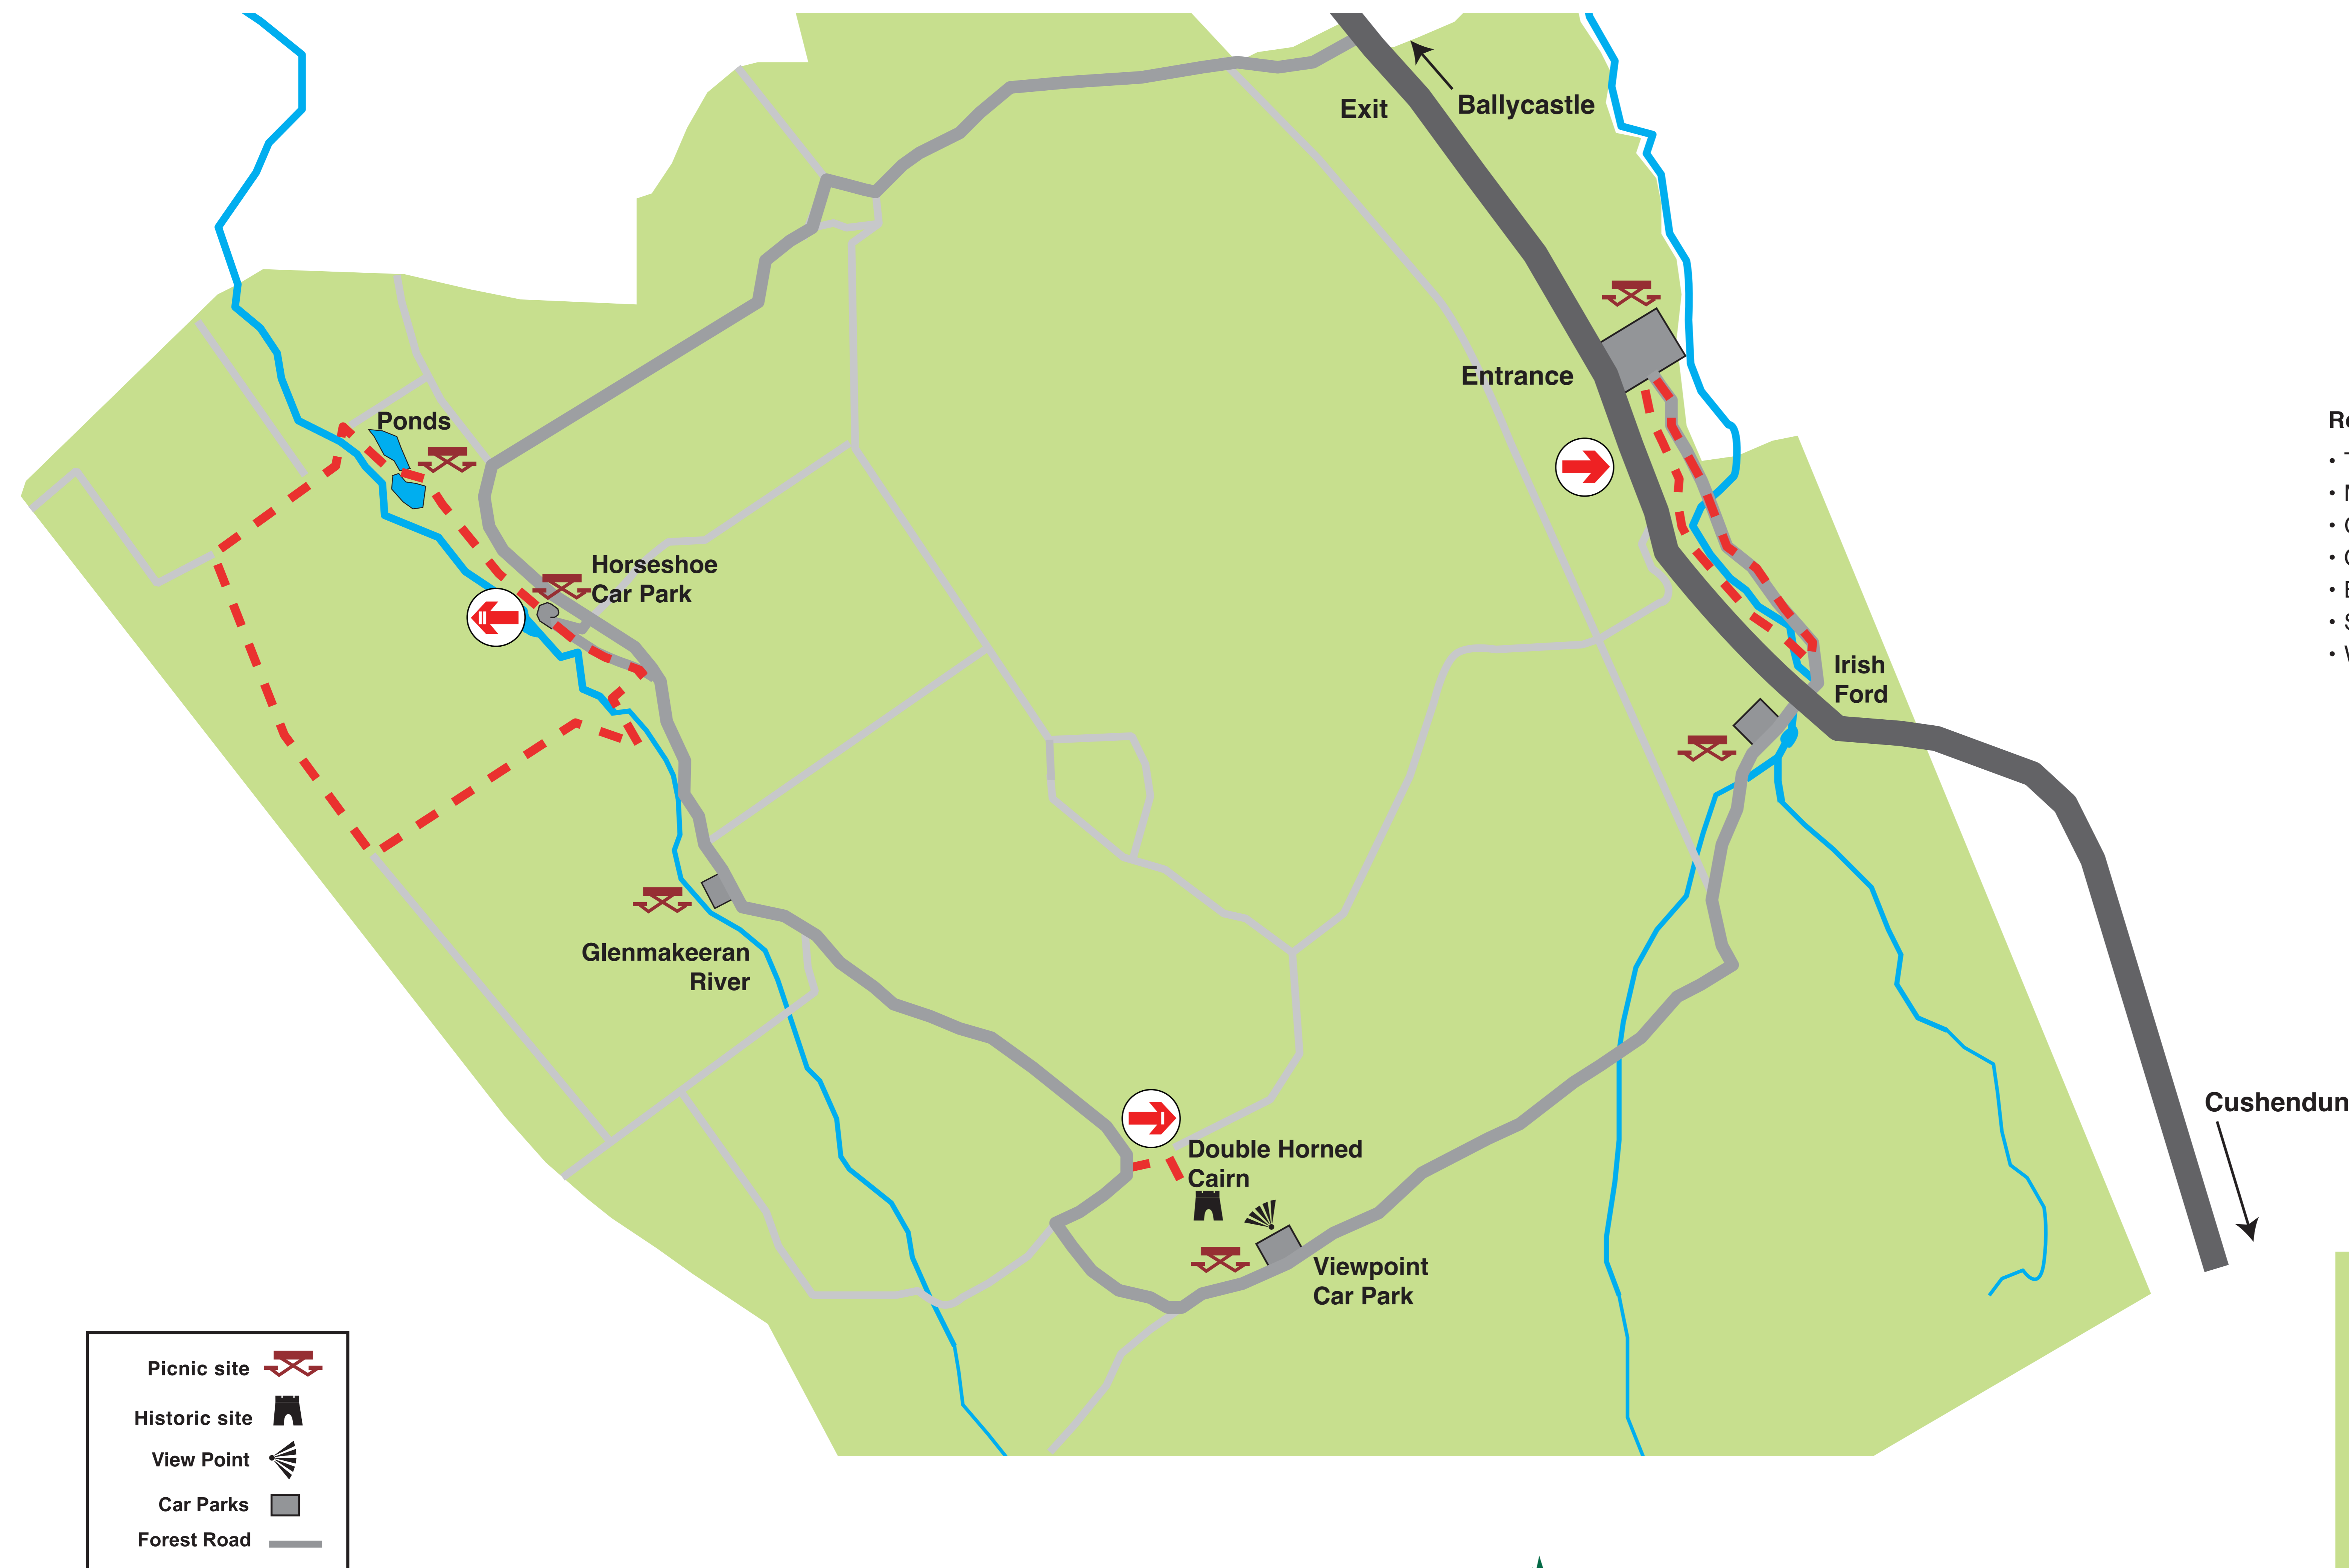 Exit
Ballycastle
Entrance
Ponds
Horseshoe
Car Park
Irish
Ford
Glenmakeeran
River
Double Horned
Cairn
Viewpoint
Car Park
Cushendun
Picnic site
Historic site
View Point
Car Parks
Forest Road